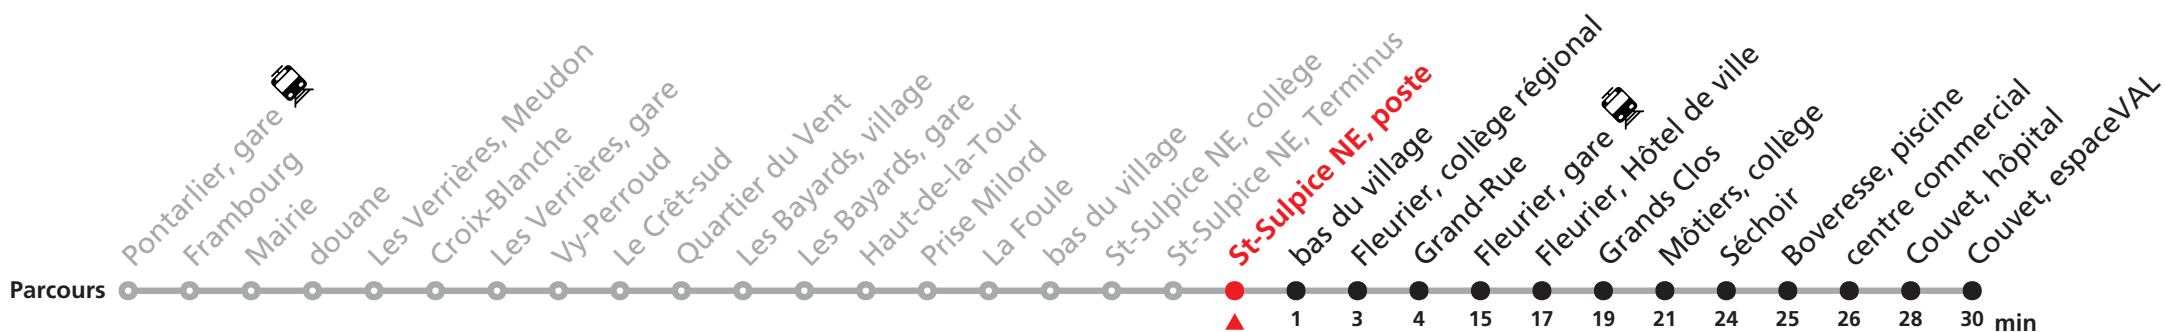 Pontarlier, gare
Frambourg
Mairie
douane
Les Verrières, Meudon
Croix-Blanche
Les Verrières, gare
Vy-Perroud
Le Crêt-sud
Quartier du Vent
Les Bayards, village
Les Bayards, gare
Haut-de-la-Tour
Prise Milord
La Foule
bas du village
St-Sulpice NE, collège
St-Sulpice NE, Terminus
St-Sulpice NE, poste
bas du village
Fleurier, collège régional
Grand-Rue
Fleurier, gare
Fleurier, Hôtel de ville
Grands Clos
Môtiers, collège
Séchoir
Boveresse, piscine
centre commercial
Couvet, hôpital
Couvet, espaceVAL
Parcours
1 3 4 15 17 19 21 24 25 26 28 30 min